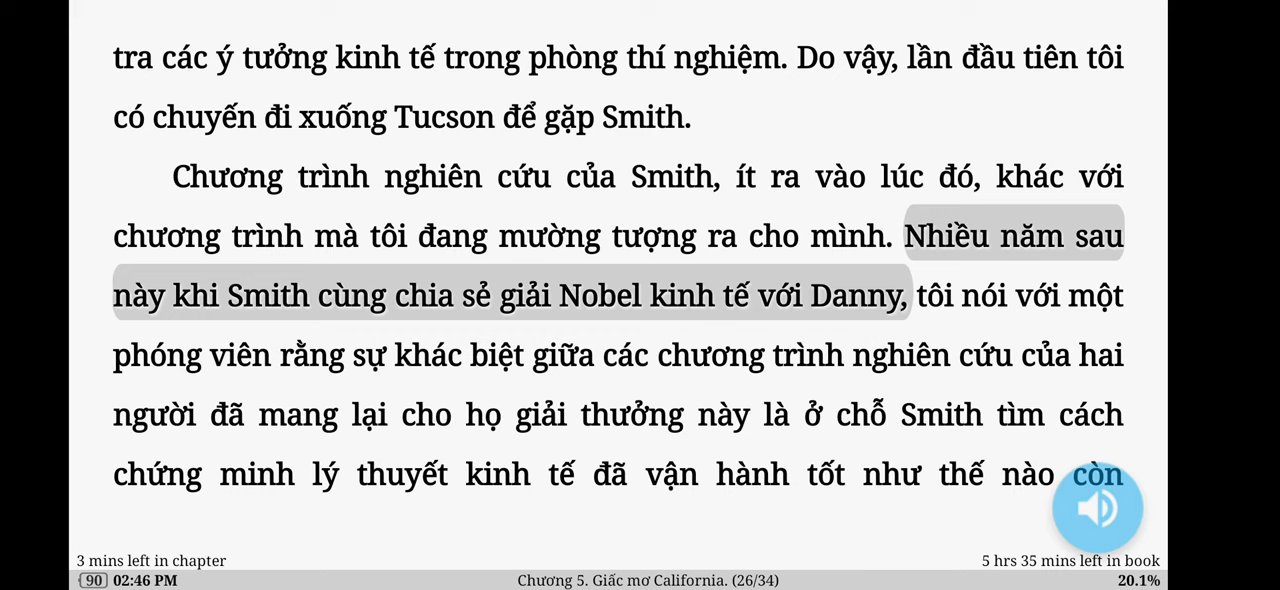 tra các ý tưởng kinh tế trong phòng thí nghiệm. Do vậy, lần đầu tiên tôi
có chuyến đi xuống Tucson để gặp Smith.
Chương trình nghiên cứu của Smith, ít ra vào lúc đó, khác với
chương trình mà tôi đang mường tượng ra cho mình. Nhiều năm sau
này khi Smith cùng chia sẻ giải Nobel kinh tế với Danny, tôi nói với một
phóng viên rằng sự khác biệt giữa các chương trình nghiên cứu của hai
người đã mang lại cho họ giải thưởng này là ở chỗ Smith tìm cách
chứng minh lý thuyết kinh tế đã vận hành tốt như thế nào còn
3 mins left in chapter
5 hrs 35 mins left in book
90 02:46 PM
Chương 5. Giấc mơ California. (26/34)
20.1%